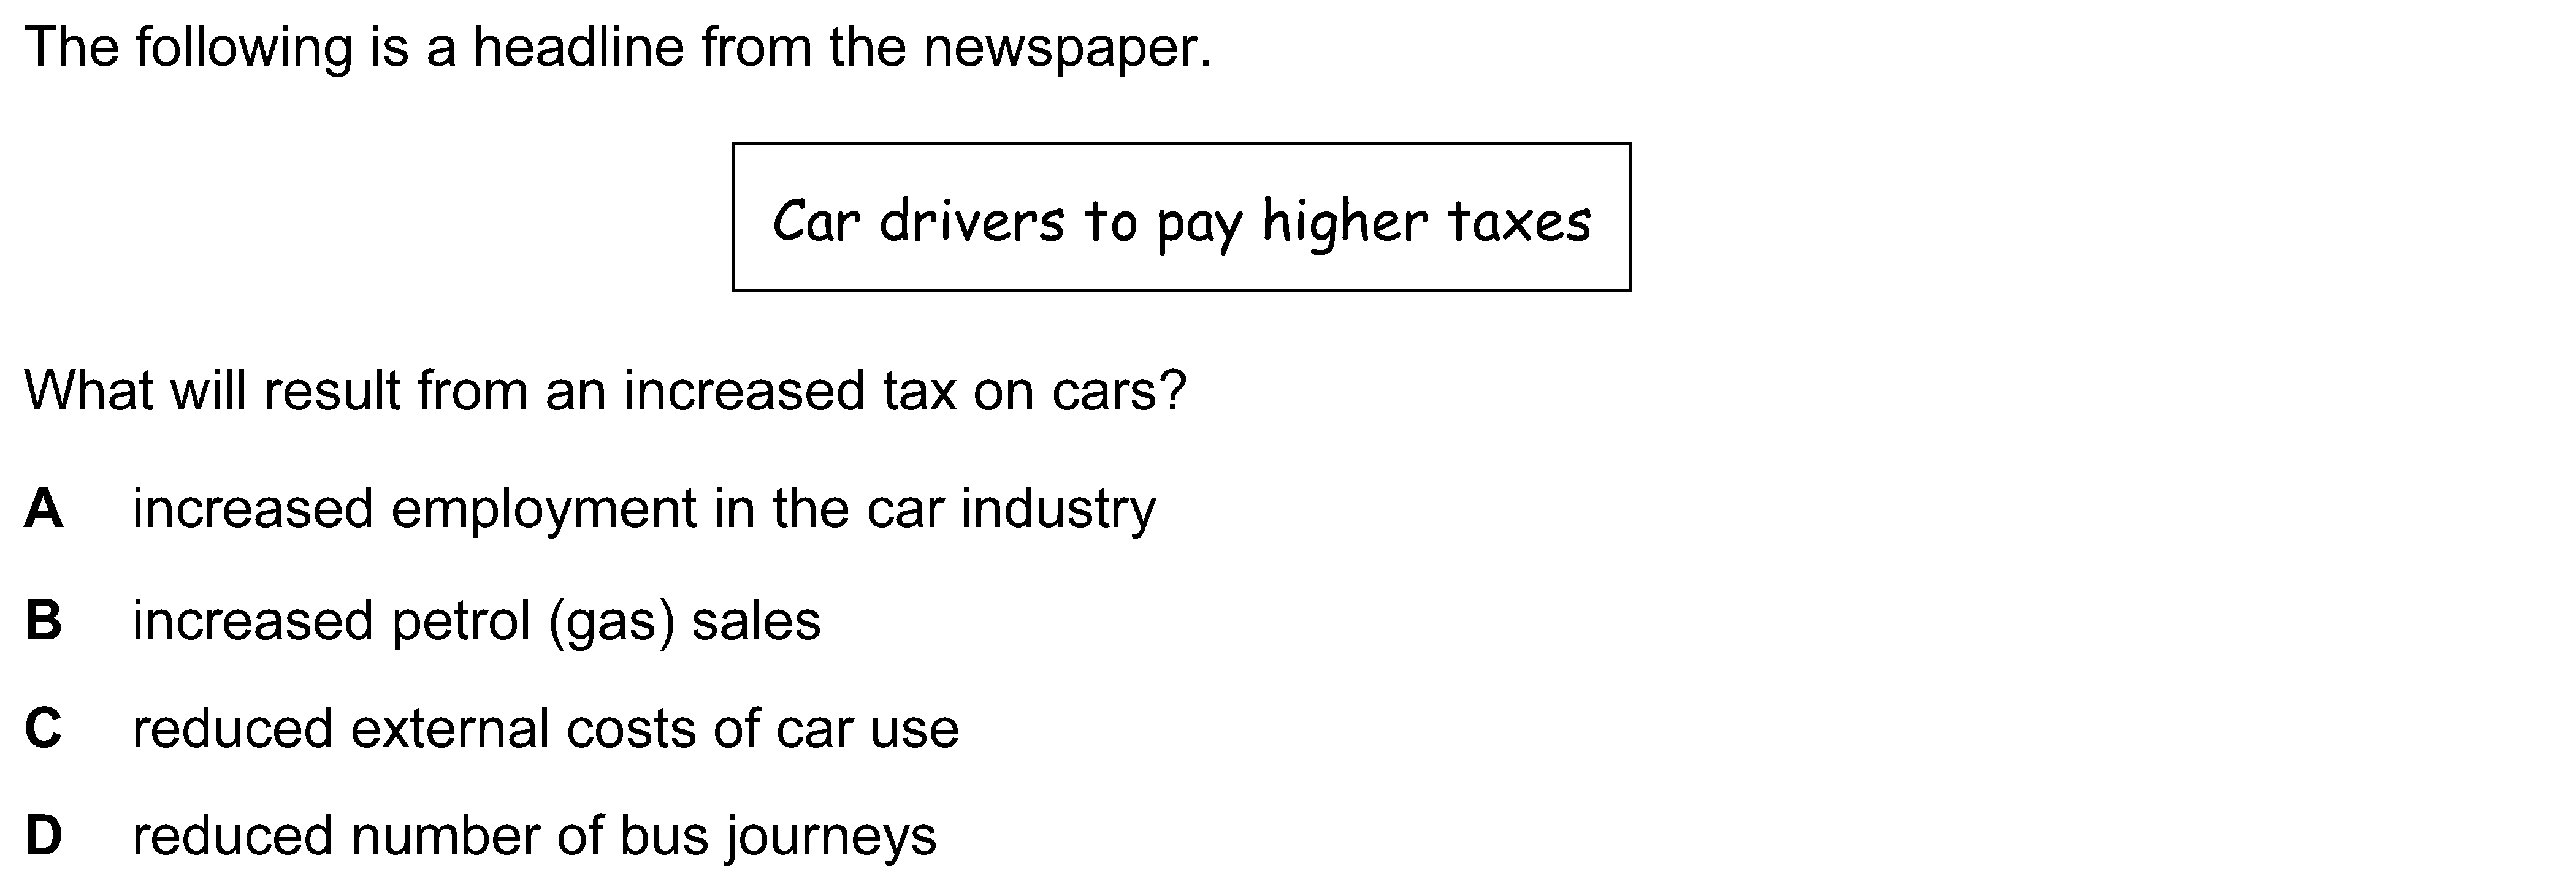 The following is a headline from the newspaper.
Car drivers to pay higher taxes
What will result from an increased tax on cars?
A increased employment in the car industry
B increased petrol (gas) sales
C reduced external costs of car use
D reduced number of bus journeys